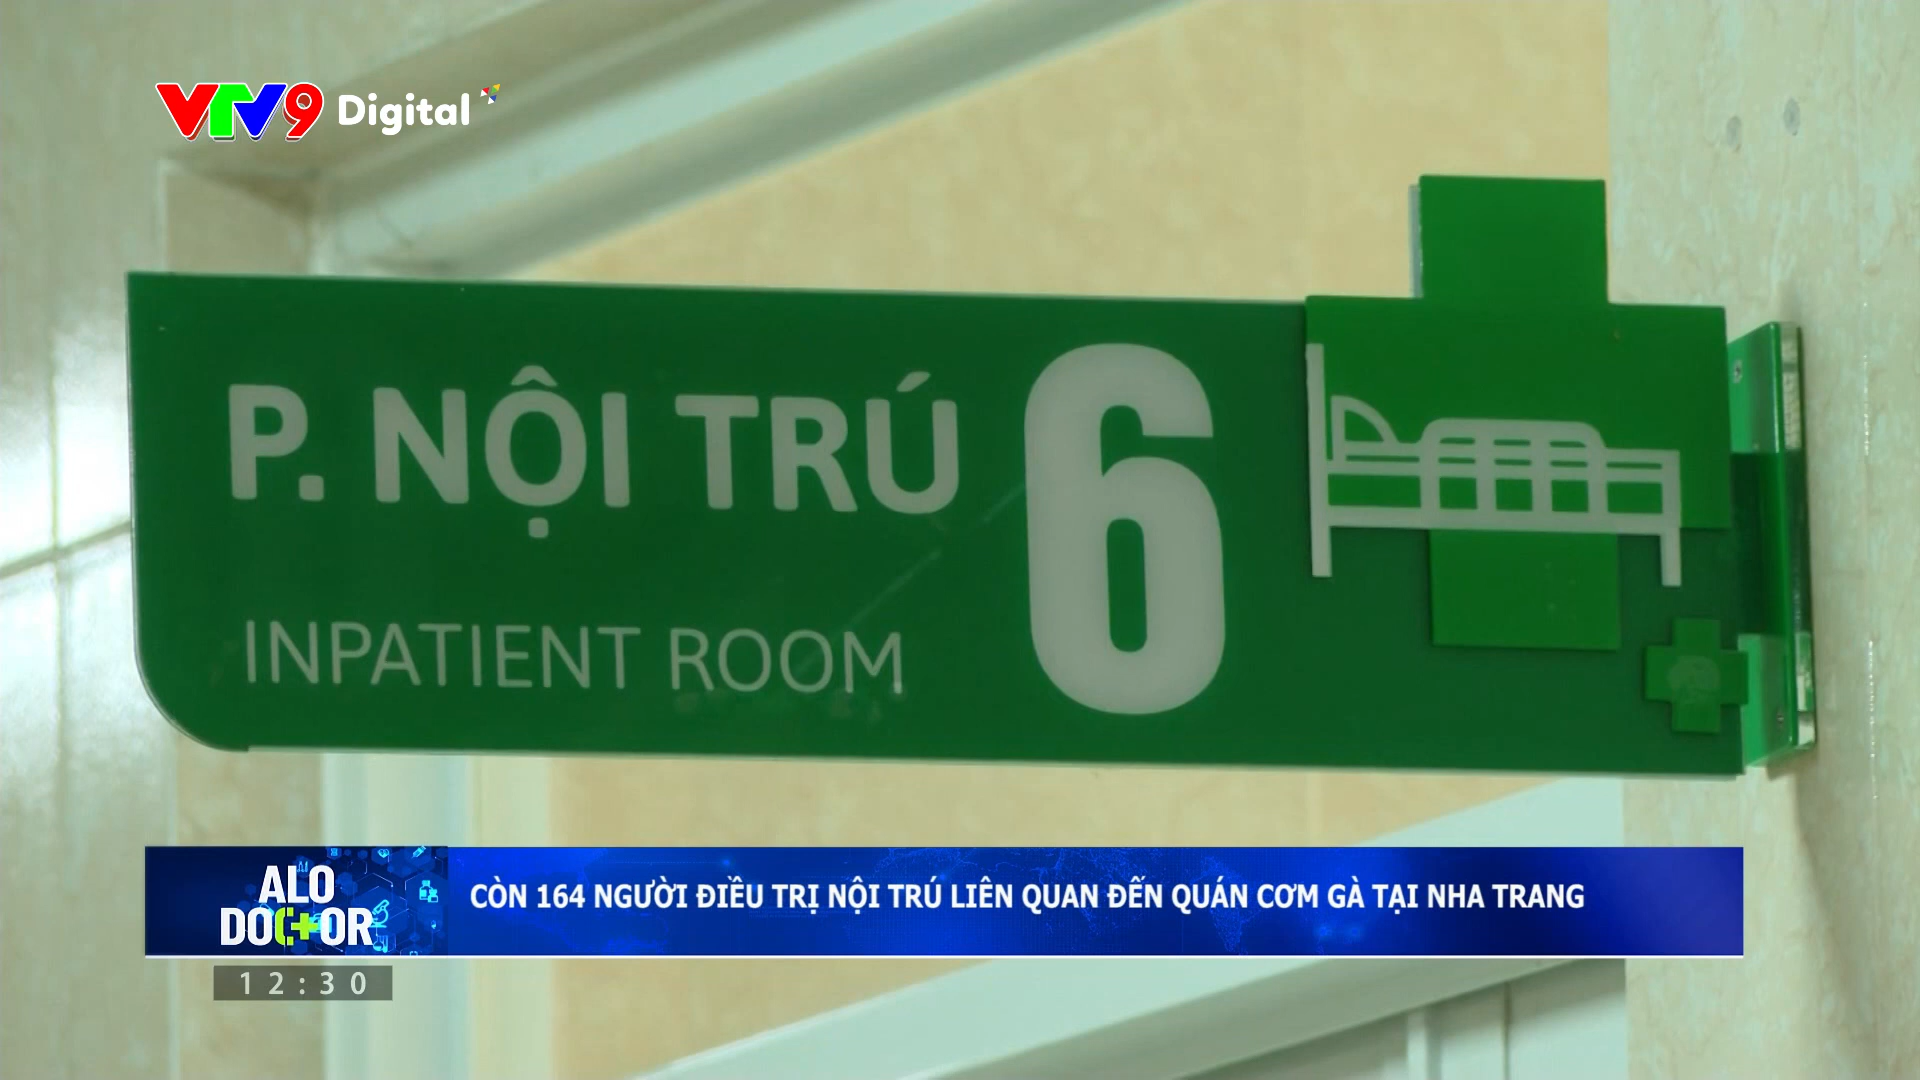 VTV9 Digital
P. NỘI TRÚ 6
INPATIENT ROOM
ALO DOCTOR
CÒN 164 NGƯỜI ĐIỀU TRỊ NỘI TRÚ LIÊN QUAN ĐẾN QUÁN CƠM GÀ TẠI NHA TRANG
12:30